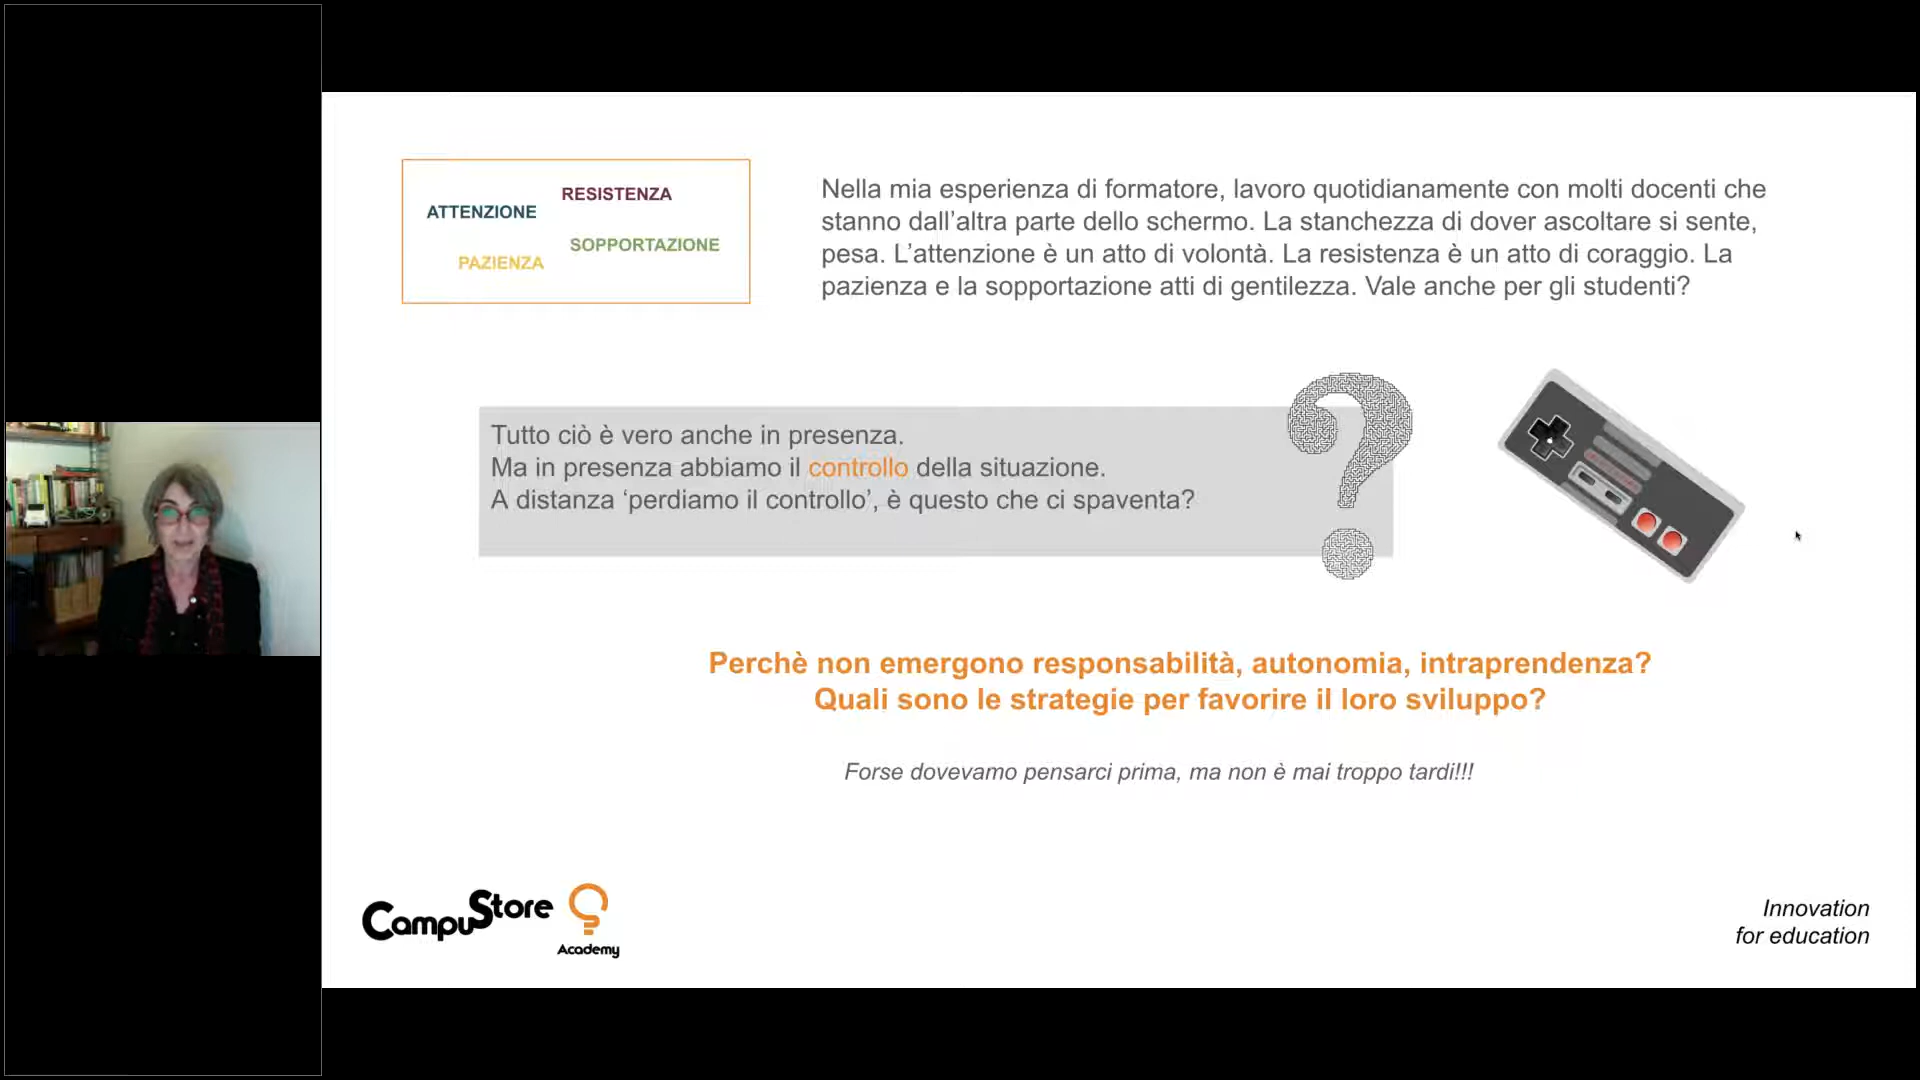 ATTENZIONE
RESISTENZA
PAZIENZA
SOPPORTAZIONE
Nella mia esperienza di formatore, lavoro quotidianamente con molti docenti che
stanno dall’altra parte dello schermo. La stanchezza di dover ascoltare si sente,
pesa. L’attenzione è un atto di volontà. La resistenza è un atto di coraggio. La
pazienza e la sopportazione atti di gentilezza. Vale anche per gli studenti?
Tutto ciò è vero anche in presenza.
Ma in presenza abbiamo il controllo della situazione.
A distanza ‘perdiamo il controllo’, è questo che ci spaventa?
Perchè non emergono responsabilità, autonomia, intraprendenza?
Quali sono le strategie per favorire il loro sviluppo?
Forse dovevamo pensarci prima, ma non è mai troppo tardi!!!
CampuStore
Academy
Innovation
for education